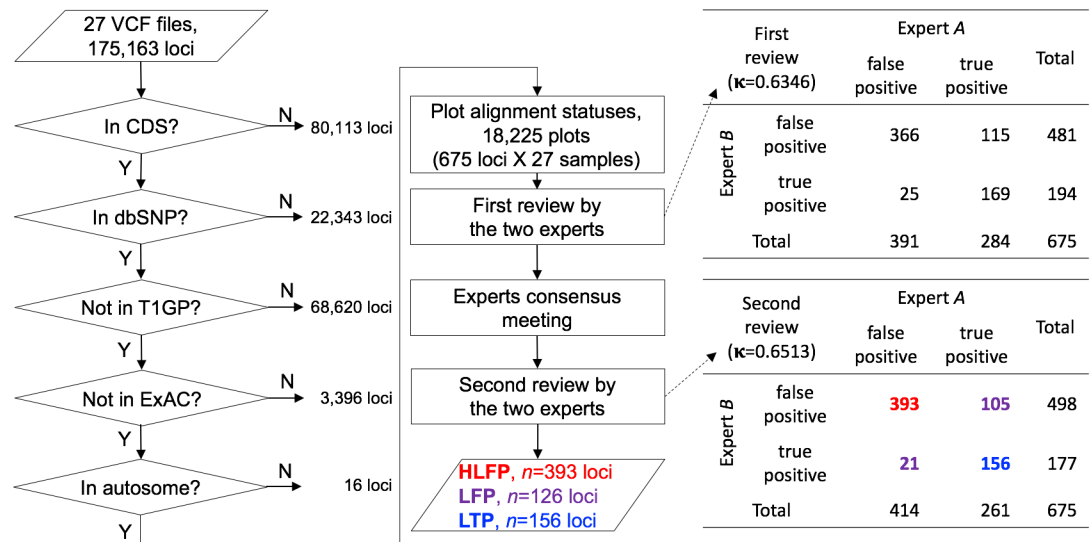 27 VCF files,
175,163 loci
In CDS?
N
80,113 loci
Y
In dbSNP?
N
22,343 loci
Y
Not in T1GP?
N
68,620 loci
Y
Not in ExAC?
N
3,396 loci
Y
In autosome?
N
16 loci
Y
Plot alignment statuses,
18,225 plots
(675 loci X 27 samples)
First review by
the two experts
Experts consensus
meeting
Second review by
the two experts
HLFP, n=393 loci
LFP, n=126 loci
LTP, n=156 loci
First
review
(κ=0.6346)
Expert A
false
positive
true
positive
Total
Expert B
false
positive
366 115 481
true
positive
25 169 194
Total 391 284 675
Second
review
(κ=0.6513)
Expert A
false
positive
true
positive
Total
Expert B
false
positive
393 105 498
true
positive
21 156 177
Total 414 261 675